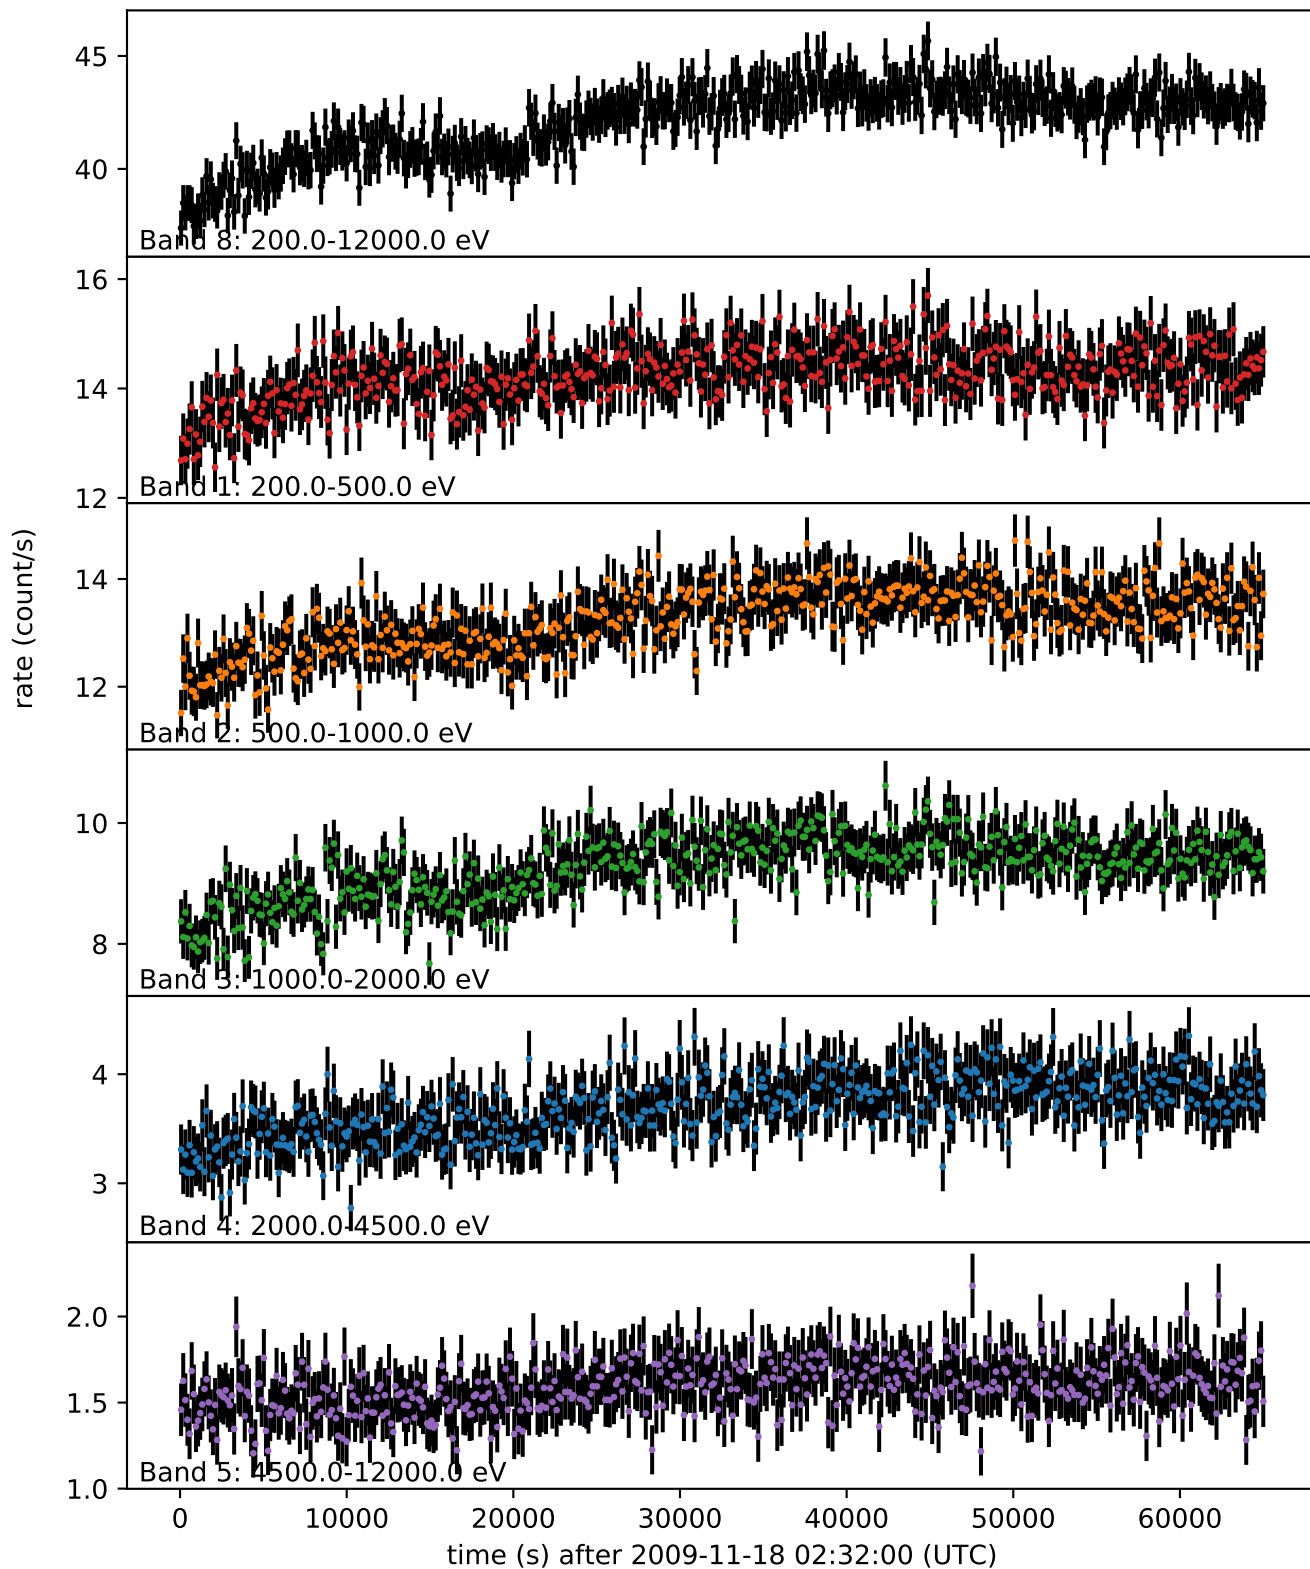 45
40
Band 8: 200.0-12000.0 eV
16
14
12
Band 1: 200.0-500.0 eV
14
12
Band 2: 500.0-1000.0 eV
10
8
Band 3: 1000.0-2000.0 eV
4
3
Band 4: 2000.0-4500.0 eV
2.0
1.5
1.0
Band 5: 4500.0-12000.0 eV
rate (count/s)
0 10000 20000 30000 40000 50000 60000
time (s) after 2009-11-18 02:32:00 (UTC)